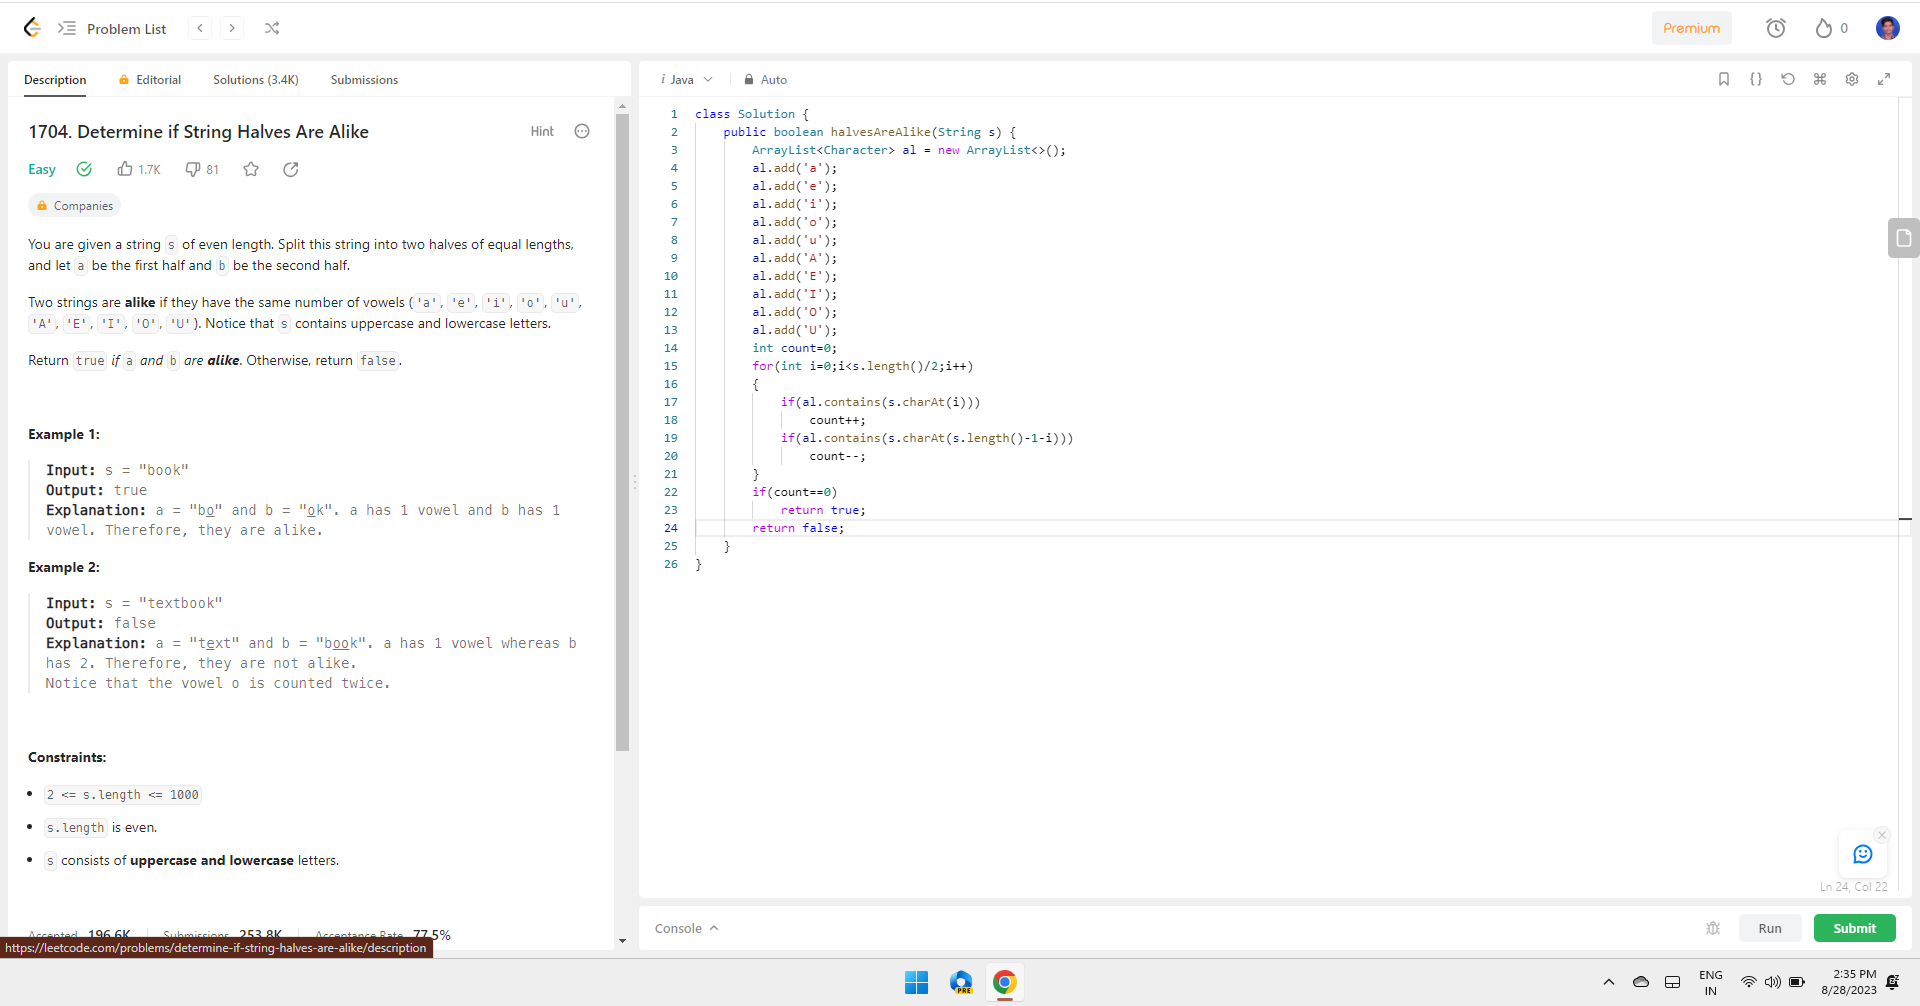 Problem List
Premium
0
Description
Editorial
Solutions (3.4K)
Submissions
1704. Determine if String Halves Are Alike
Hint
Easy
1.7K
81
Companies
You are given a string s of even length. Split this string into two halves of equal lengths,
and let a be the first half and b be the second half.
Two strings are alike if they have the same number of vowels ('a', 'e', 'i', 'o', 'u',
'A', 'E', 'I', 'O', 'U'). Notice that s contains uppercase and lowercase letters.
Return true if a and b are alike. Otherwise, return false.
Example 1:
Input: s = "book"
Output: true
Explanation: a = "bo" and b = "ok". a has 1 vowel and b has 1
vowel. Therefore, they are alike.
Example 2:
Input: s = "textbook"
Output: false
Explanation: a = "text" and b = "book". a has 1 vowel whereas b
has 2. Therefore, they are not alike.
Notice that the vowel o is counted twice.
Constraints:
2 <= s.length <= 1000
s.length is even.
s consists of uppercase and lowercase letters.
Accepted 196.6K Submissions 253.8K Acceptance Rate 77.5%
https://leetcode.com/problems/determine-if-string-halves-are-alike/description
i Java
Auto
1 class Solution {
2 public boolean halvesAreAlike(String s) {
3 ArrayList<Character> al = new ArrayList<>();
4 al.add('a');
5 al.add('e');
6 al.add('i');
7 al.add('o');
8 al.add('u');
9 al.add('A');
10 al.add('E');
11 al.add('I');
12 al.add('O');
13 al.add('U');
14 int count=0;
15 for(int i=0;i<s.length()/2;i++)
16 {
17 if(al.contains(s.charAt(i)))
18 count++;
19 if(al.contains(s.charAt(s.length()-1-i)))
20 count--;
21 }
22 if(count==0)
23 return true;
24 return false;
25 }
26 }
Ln 24, Col 22
Console
Run
Submit
PRE
ENG
IN
2:35 PM
8/28/2023